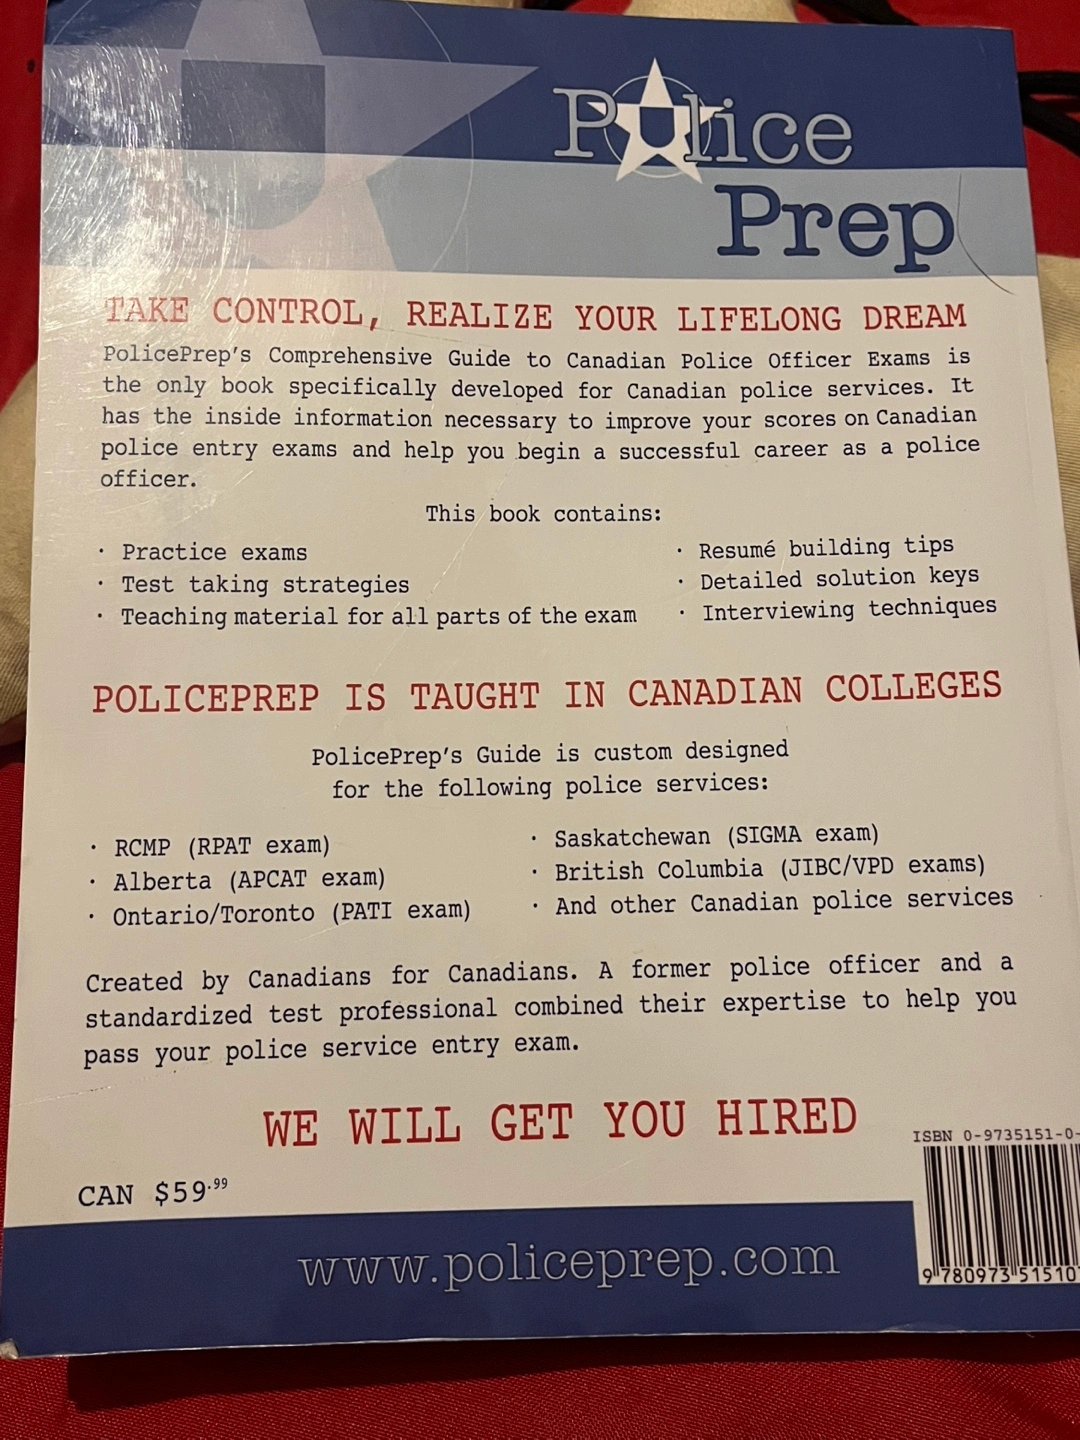 Police
Prep
TAKE CONTROL, REALIZE YOUR LIFELONG DREAM
PolicePrep's Comprehensive Guide to Canadian Police Officer Exams is
the only book specifically developed for Canadian police services. It
has the inside information necessary to improve your scores on Canadian
police entry exams and help you begin a successful career as a police
officer.
This book contains:
· Practice exams
· Test taking strategies
· Teaching material for all parts of the exam
· Resumé building tips
· Detailed solution keys
· Interviewing techniques
POLICEPREP IS TAUGHT IN CANADIAN COLLEGES
PolicePrep's Guide is custom designed
for the following police services:
· RCMP (RPAT exam)
· Alberta (APCAT exam)
· Ontario/Toronto (PATI exam)
· Saskatchewan (SIGMA exam)
· British Columbia (JIBC/VPD exams)
· And other Canadian police services
Created by Canadians for Canadians. A former police officer and a
standardized test professional combined their expertise to help you
pass your police service entry exam.
WE WILL GET YOU HIRED
ISBN 0-9735151-0-
CAN $59.99
www.policeprep.com
9 780973 51510